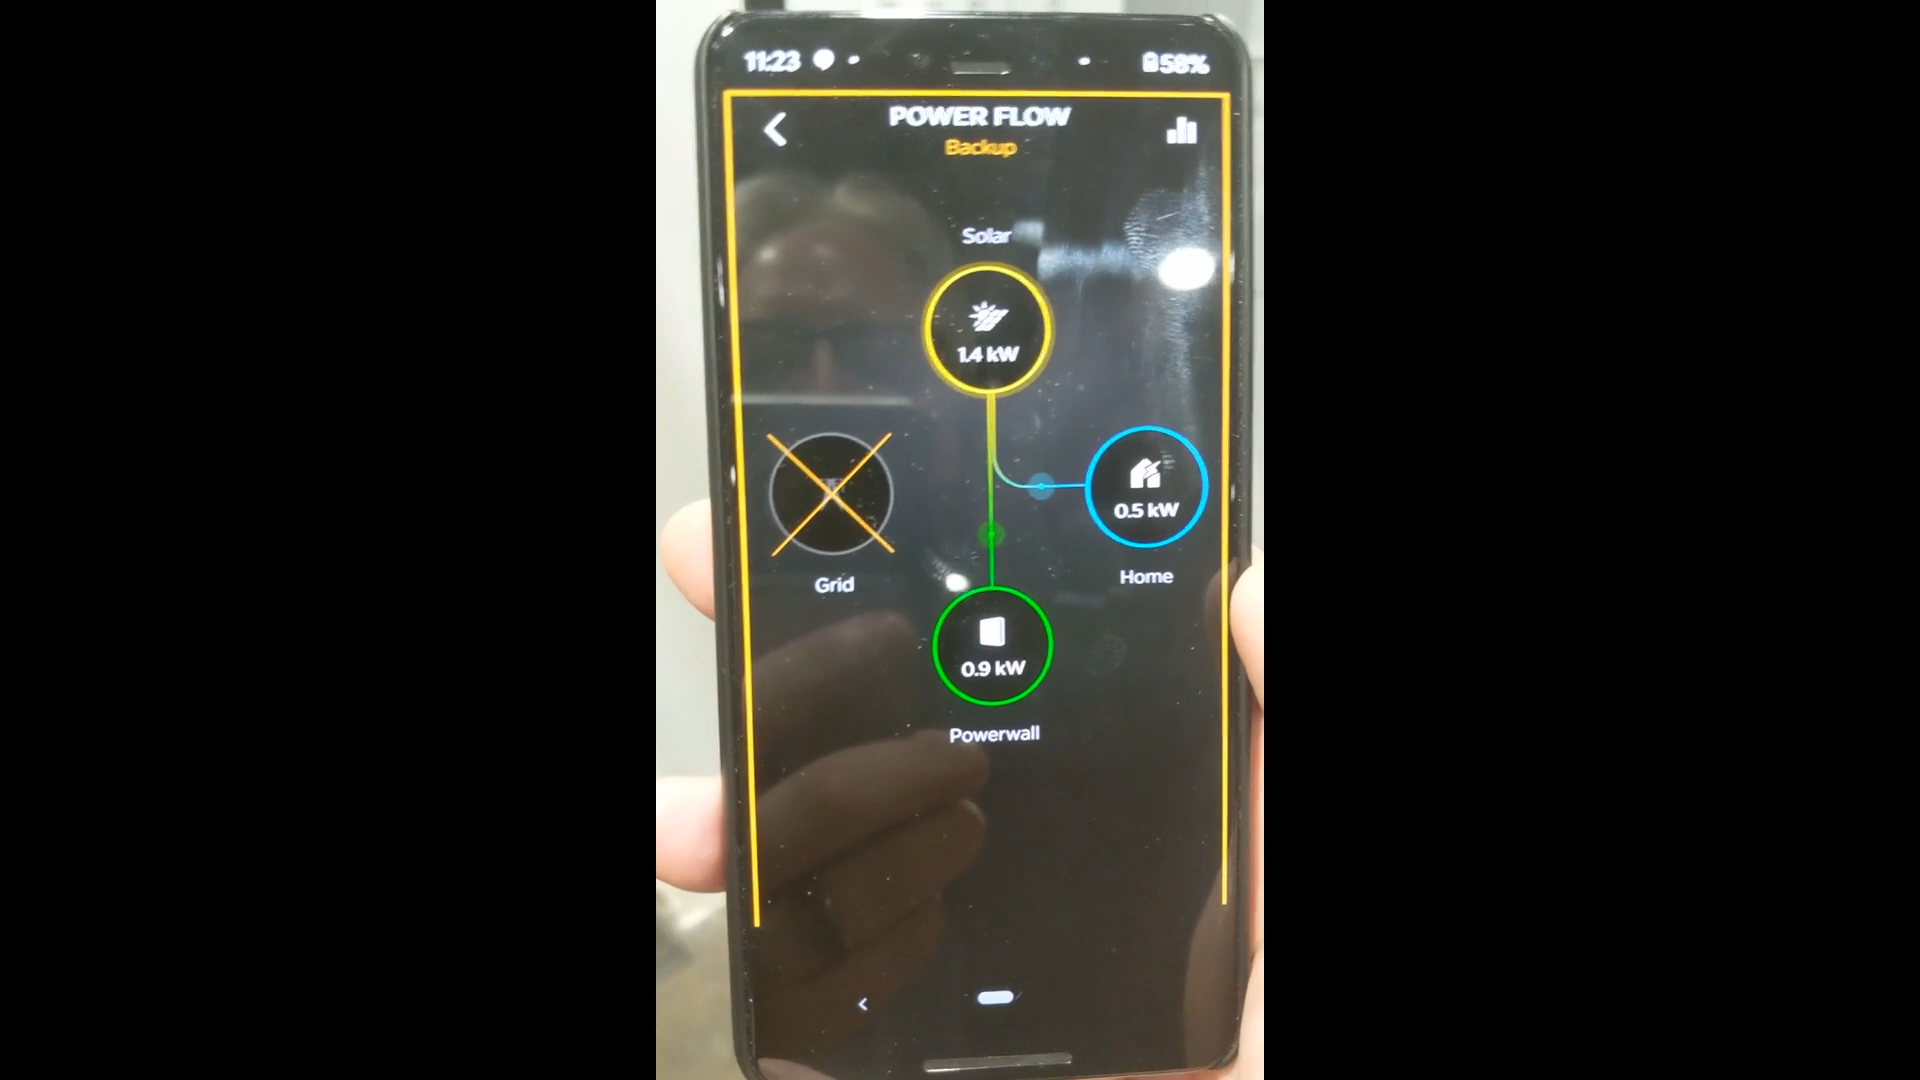 11:23
58%
POWER FLOW
Backup
Solar
1.4 kW
0.5 kW
Grid
Home
0.9 kW
Powerwall